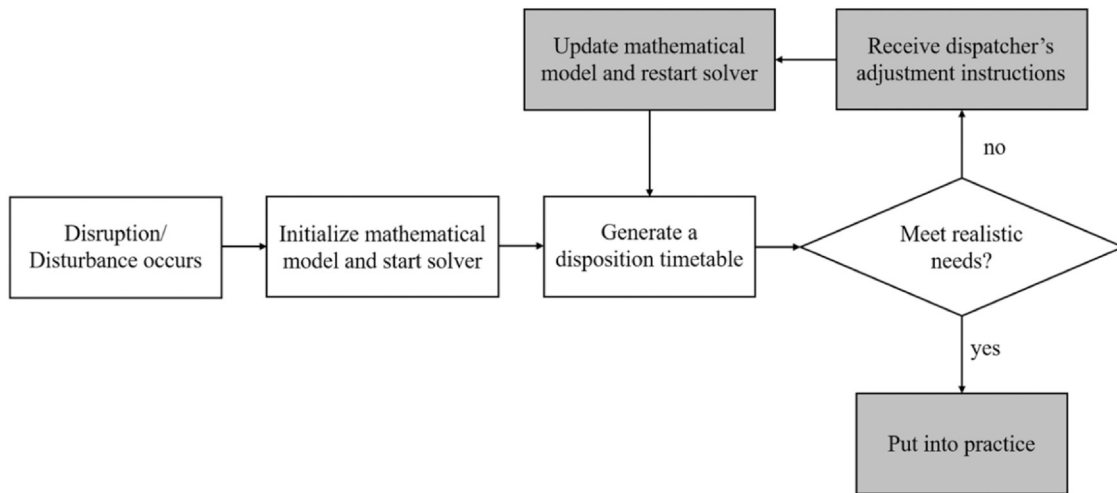 Update mathematical
model and restart solver
Receive dispatcher’s
adjustment instructions
no
Disruption/
Disturbance occurs
Initialize mathematical
model and start solver
Generate a
disposition timetable
Meet realistic
needs?
yes
Put into practice